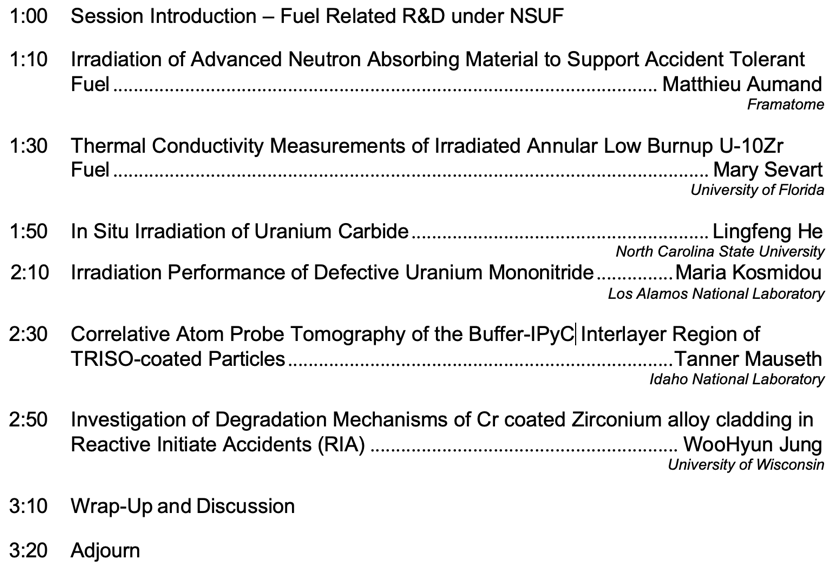 1:00 Session Introduction – Fuel Related R&D under NSUF
1:10 Irradiation of Advanced Neutron Absorbing Material to Support Accident Tolerant
Fuel ........................................................................................................ Matthieu Aumand
Framatome
1:30 Thermal Conductivity Measurements of Irradiated Annular Low Burnup U-10Zr
Fuel .................................................................................................................. Mary Sevart
University of Florida
1:50 In Situ Irradiation of Uranium Carbide.......................................................... Lingfeng He
North Carolina State University
2:10 Irradiation Performance of Defective Uranium Mononitride...............Maria Kosmidou
Los Alamos National Laboratory
2:30 Correlative Atom Probe Tomography of the Buffer-IPyC Interlayer Region of
TRISO-coated Particles..........................................................................Tanner Mauseth
Idaho National Laboratory
2:50 Investigation of Degradation Mechanisms of Cr coated Zirconium alloy cladding in
Reactive Initiate Accidents (RIA) ........................................................... WooHyun Jung
University of Wisconsin
3:10 Wrap-Up and Discussion
3:20 Adjourn